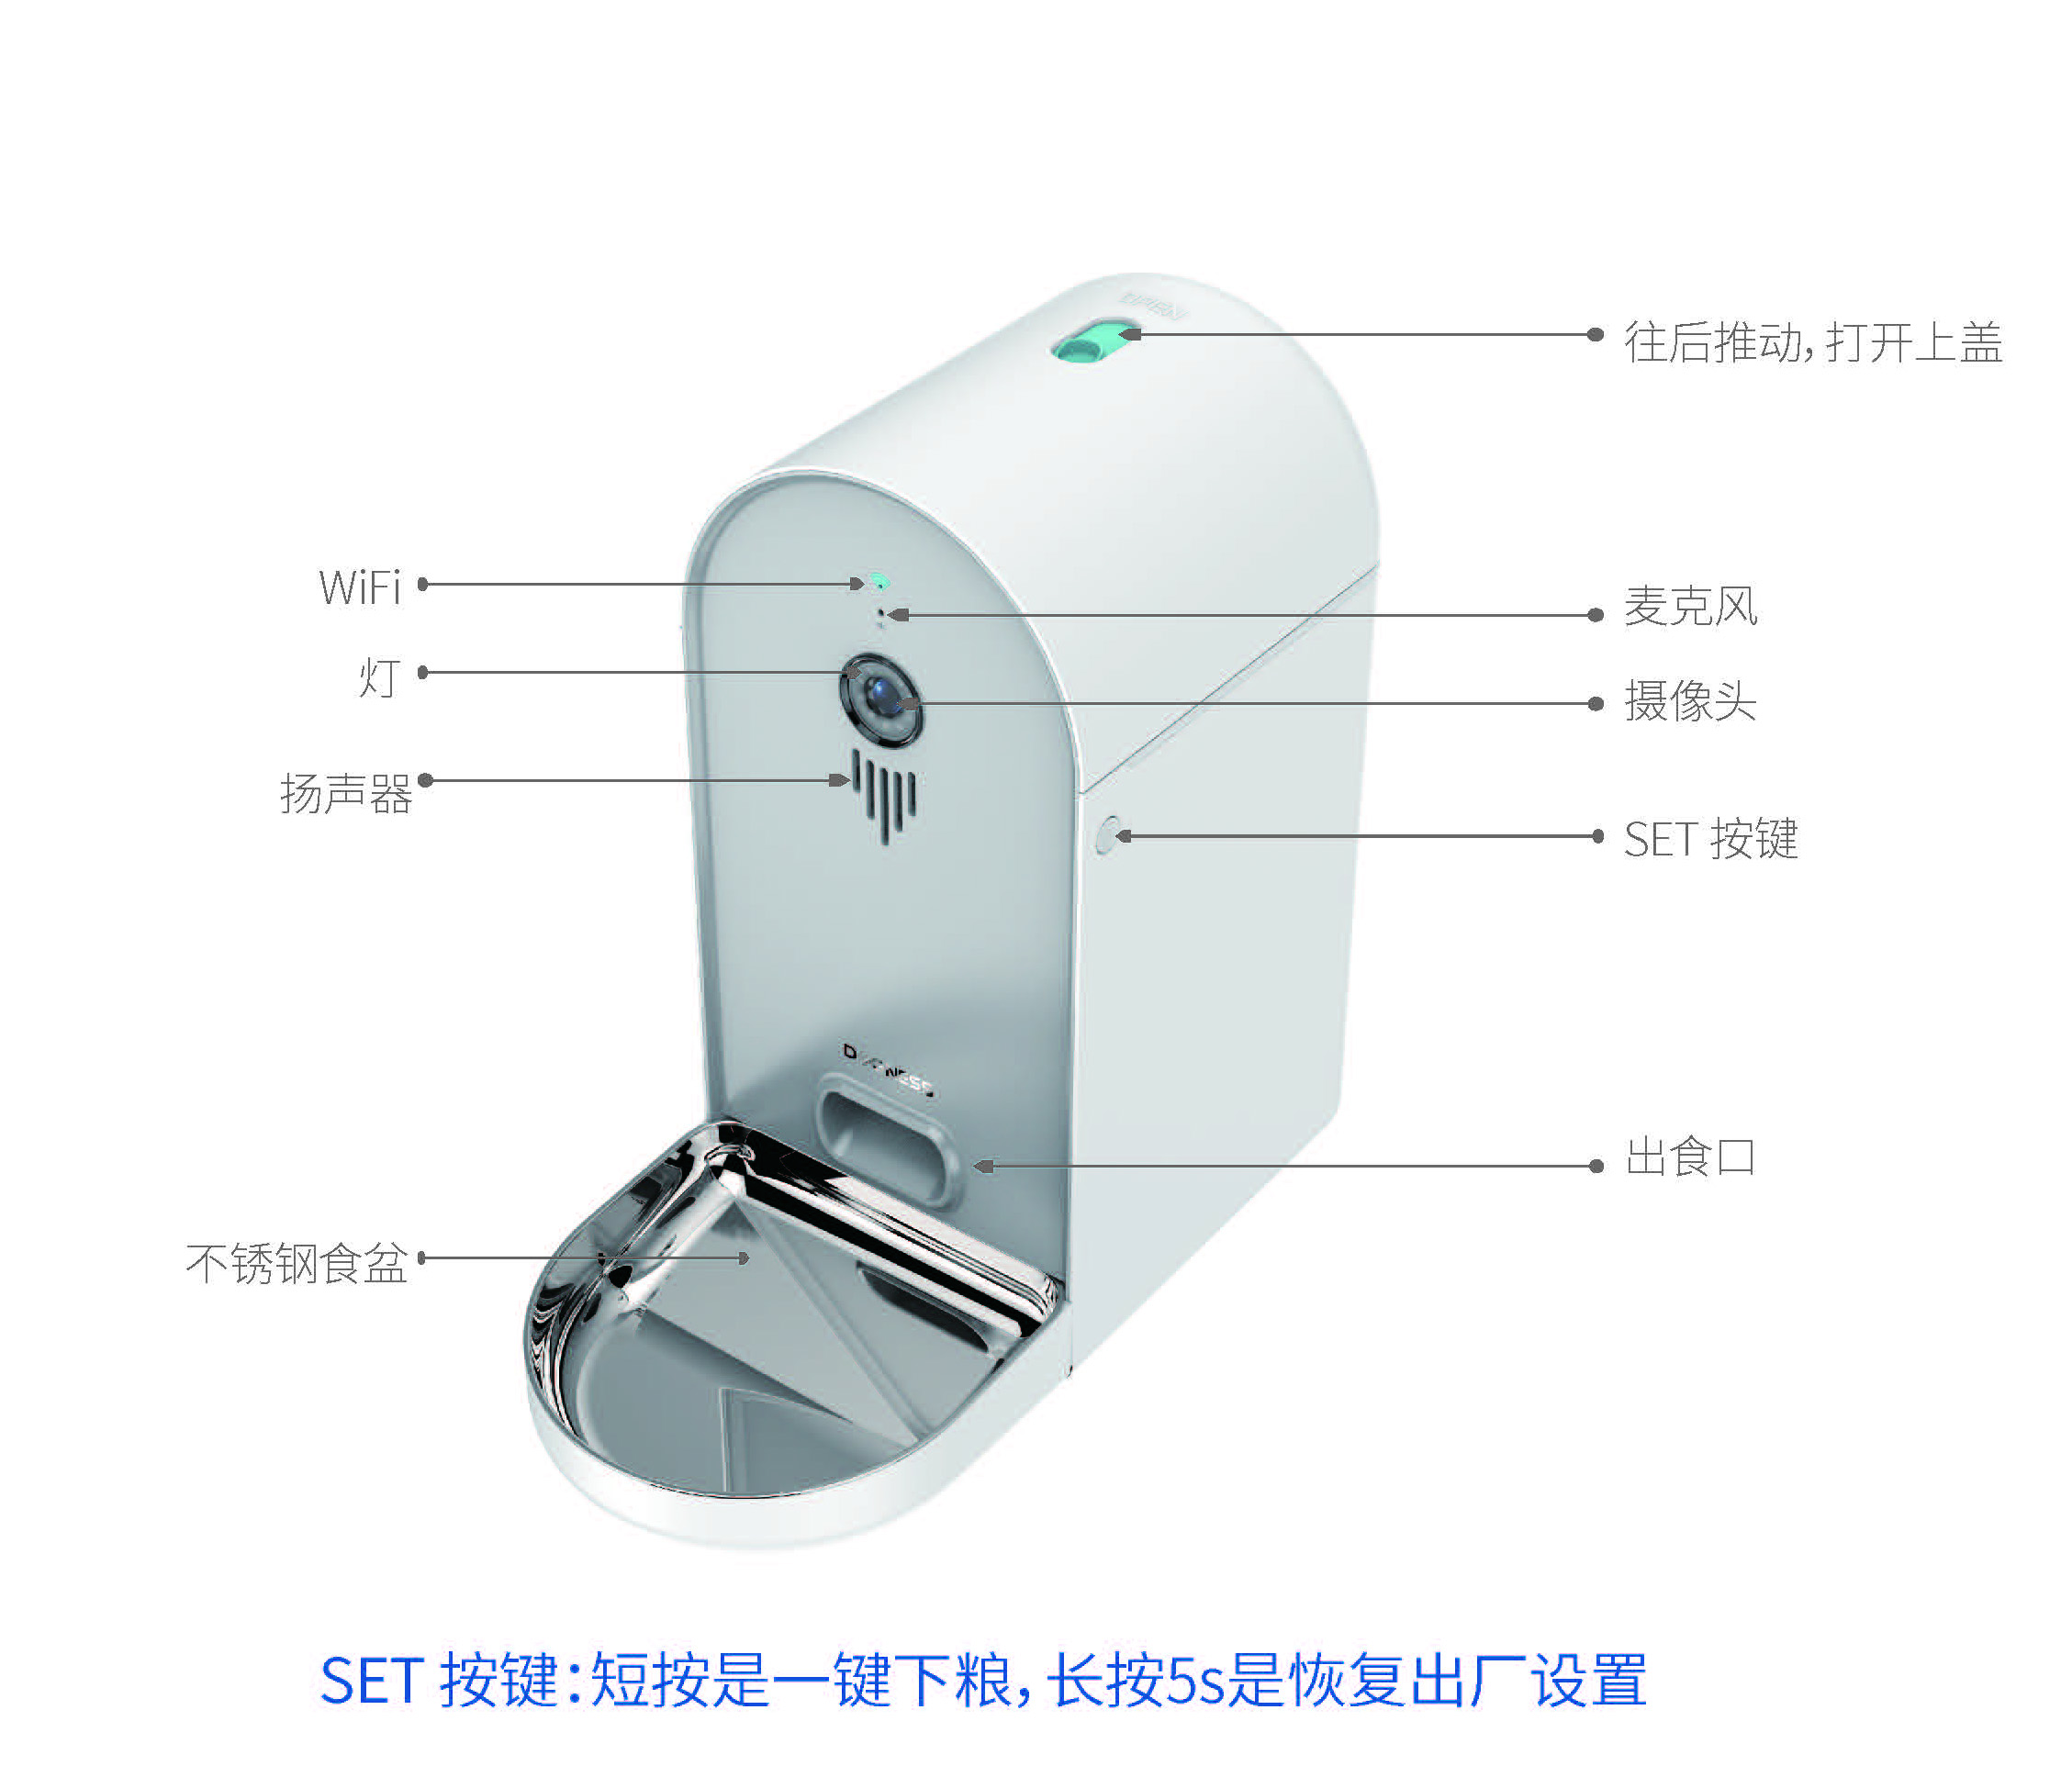 OPEN
往后推动，打开上盖
WiFi
麦克风
灯
摄像头
扬声器
SET 按键
出食口
不锈钢食盆
SET 按键：短按是一键下粮，长按5s是恢复出厂设置